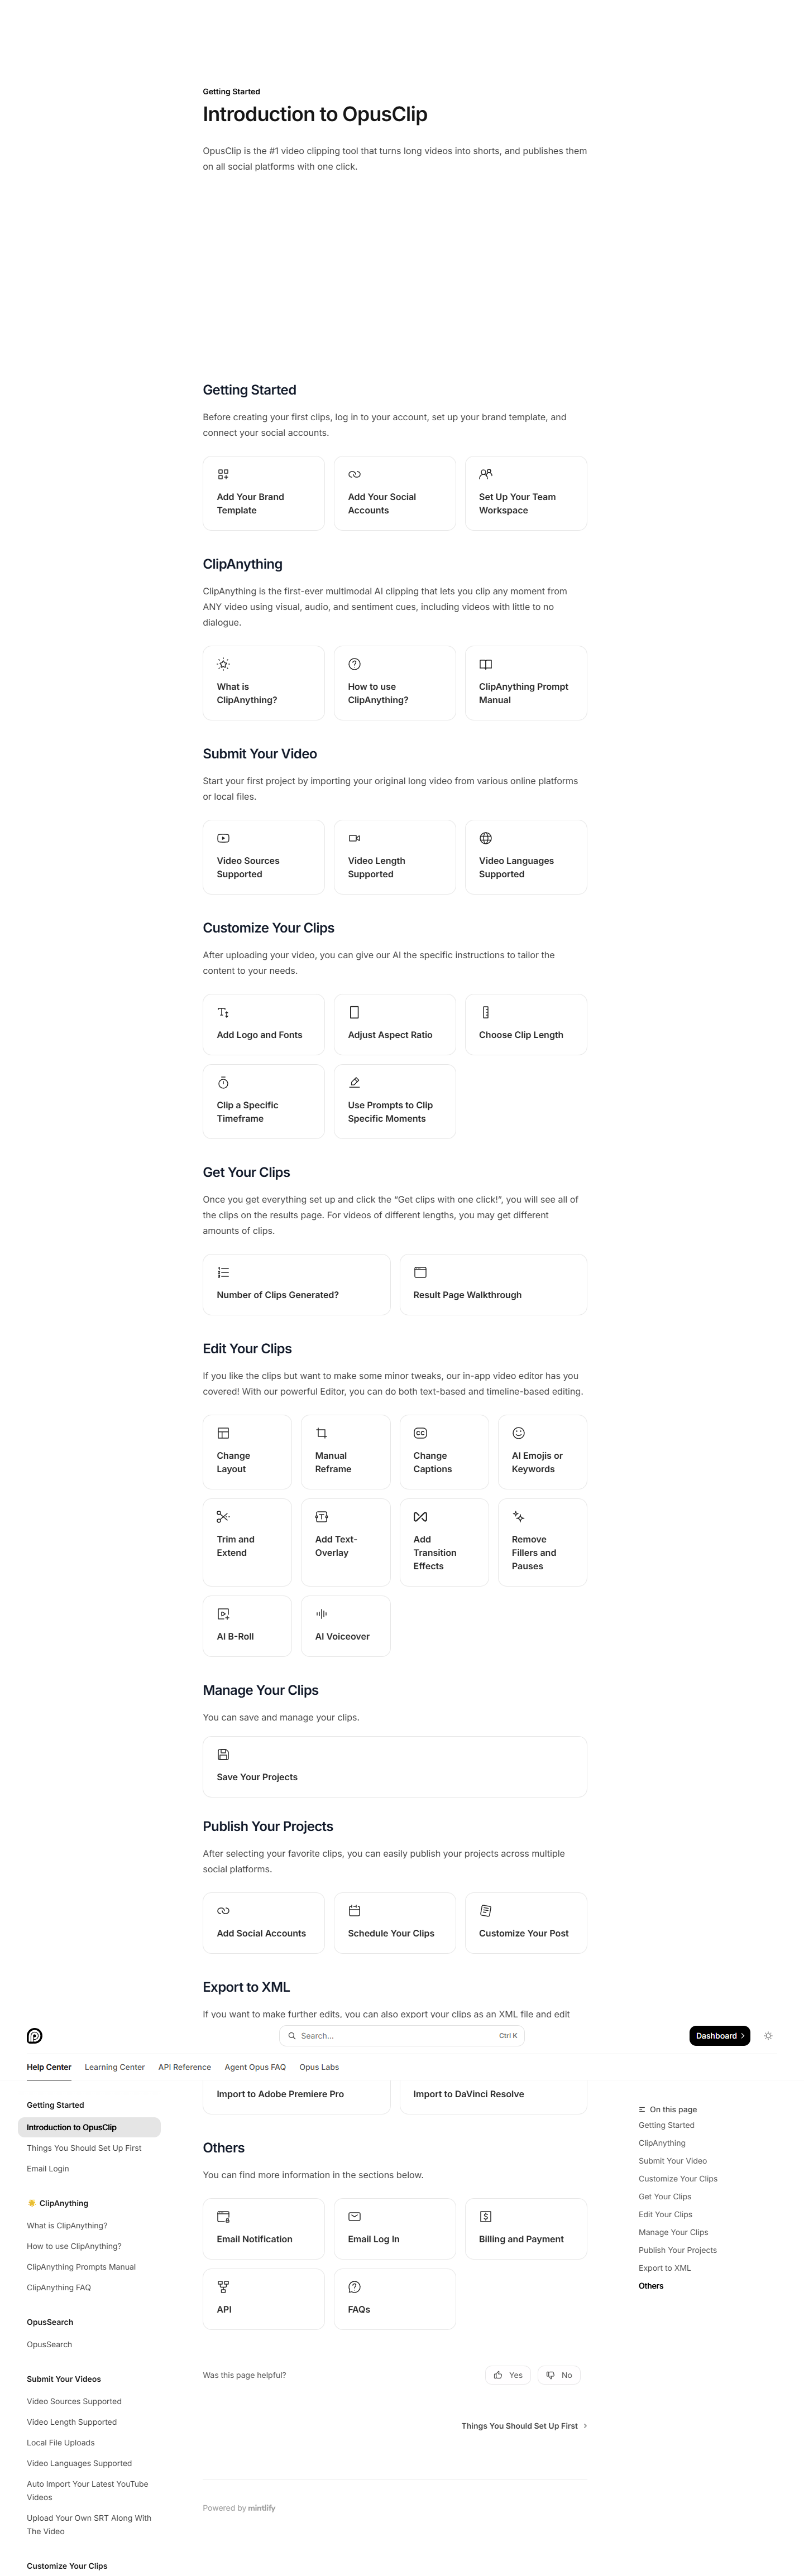 Getting Started
Introduction to OpusClip
OpusClip is the #1 video clipping tool that turns long videos into shorts, and publishes them
on all social platforms with one click.
Getting Started
Before creating your first clips, log in to your account, set up your brand template, and
connect your social accounts.
Add Your Brand
Template
Add Your Social
Accounts
Set Up Your Team
Workspace
ClipAnything
ClipAnything is the first-ever multimodal AI clipping that lets you clip any moment from
ANY video using visual, audio, and sentiment cues, including videos with little to no
dialogue.
What is
ClipAnything?
How to use
ClipAnything?
ClipAnything Prompt
Manual
Submit Your Video
Start your first project by importing your original long video from various online platforms
or local files.
Video Sources
Supported
Video Length
Supported
Video Languages
Supported
Customize Your Clips
After uploading your video, you can give our AI the specific instructions to tailor the
content to your needs.
Add Logo and Fonts
Adjust Aspect Ratio
Choose Clip Length
Clip a Specific
Timeframe
Use Prompts to Clip
Specific Moments
Get Your Clips
Once you get everything set up and click the “Get clips with one click!”, you will see all of
the clips on the results page. For videos of different lengths, you may get different
amounts of clips.
Number of Clips Generated?
Result Page Walkthrough
Edit Your Clips
If you like the clips but want to make some minor tweaks, our in-app video editor has you
covered! With our powerful Editor, you can do both text-based and timeline-based editing.
Change
Layout
Manual
Reframe
CC
Change
Captions
AI Emojis or
Keywords
Trim and
Extend
Add Text-
Overlay
Add
Transition
Effects
Remove
Fillers and
Pauses
AI B-Roll
AI Voiceover
Manage Your Clips
You can save and manage your clips.
Save Your Projects
Publish Your Projects
After selecting your favorite clips, you can easily publish your projects across multiple
social platforms.
Add Social Accounts
Schedule Your Clips
Customize Your Post
Export to XML
If you want to make further edits, you can also export your clips as an XML file and edit
Search...
Ctrl K
Dashboard
Help Center
Learning Center
API Reference
Agent Opus FAQ
Opus Labs
Getting Started
Introduction to OpusClip
Things You Should Set Up First
Email Login
ClipAnything
What is ClipAnything?
How to use ClipAnything?
ClipAnything Prompts Manual
ClipAnything FAQ
OpusSearch
OpusSearch
Submit Your Videos
Video Sources Supported
Video Length Supported
Local File Uploads
Video Languages Supported
Auto Import Your Latest YouTube
Videos
Upload Your Own SRT Along With
The Video
Customize Your Clips
Import to Adobe Premiere Pro
Import to DaVinci Resolve
Others
You can find more information in the sections below.
Email Notification
Email Log In
Billing and Payment
API
FAQs
Was this page helpful?
Yes
No
Things You Should Set Up First
Powered by mintlify
On this page
Getting Started
ClipAnything
Submit Your Video
Customize Your Clips
Get Your Clips
Edit Your Clips
Manage Your Clips
Publish Your Projects
Export to XML
Others